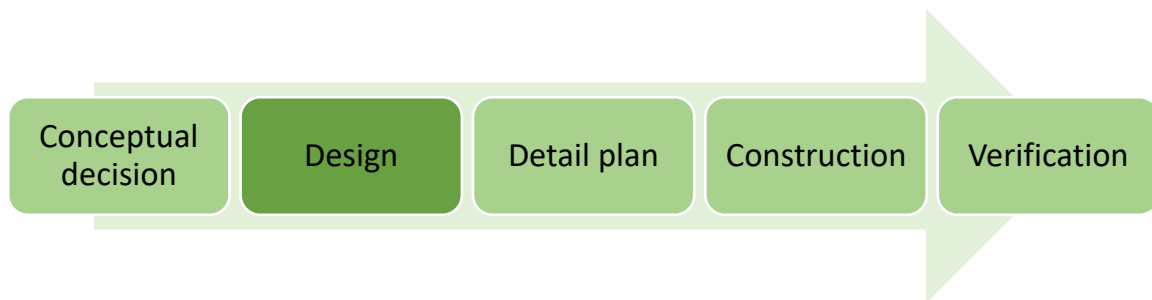 Conceptual
decision
Design
Detail plan
Construction
Verification